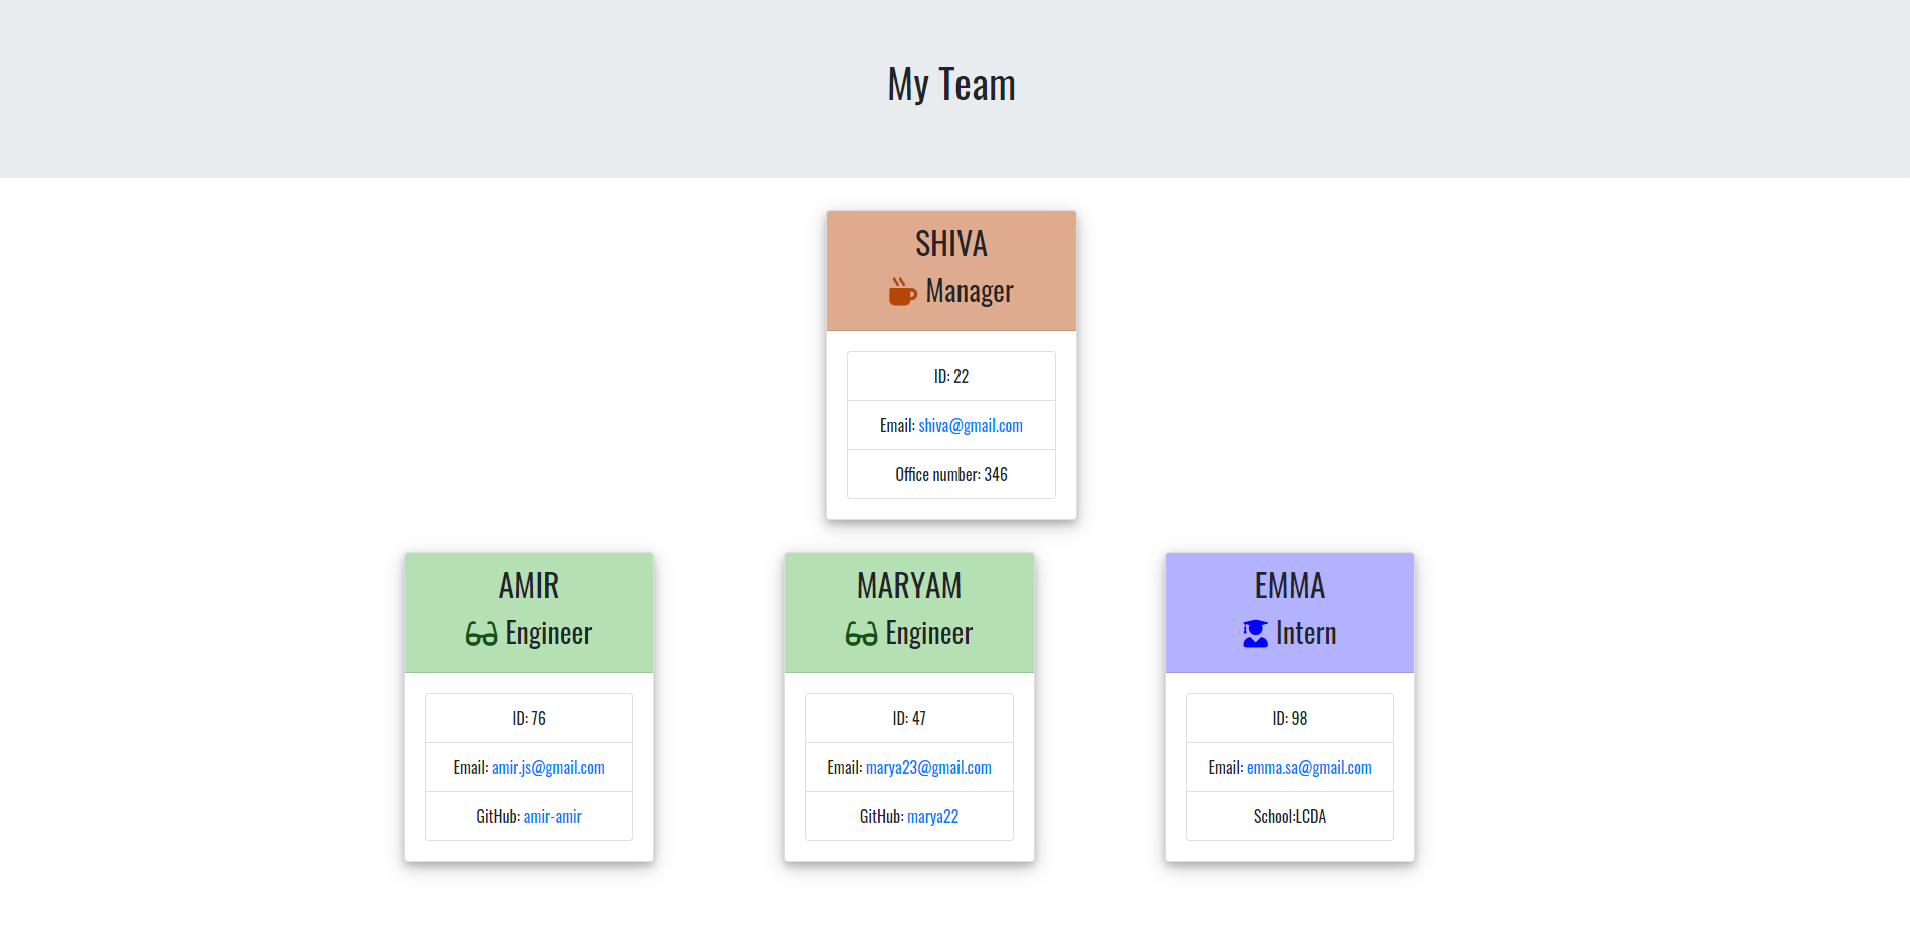 My Team
SHIVA
Manager
ID: 22
Email: shiva@gmail.com
Office number: 346
AMIR
Engineer
ID: 76
Email: amir.js@gmail.com
GitHub: amir-amir
MARYAM
Engineer
ID: 47
Email: marya23@gmail.com
GitHub: marya22
EMMA
Intern
ID: 98
Email: emma.sa@gmail.com
School:LCDA